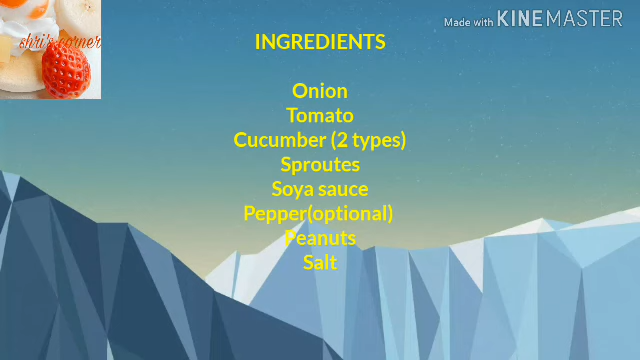 shri's corner
Made with KINEMASTER
INGREDIENTS
Onion
Tomato
Cucumber (2 types)
Sproutes
Soya sauce
Pepper(optional)
Peanuts
Salt